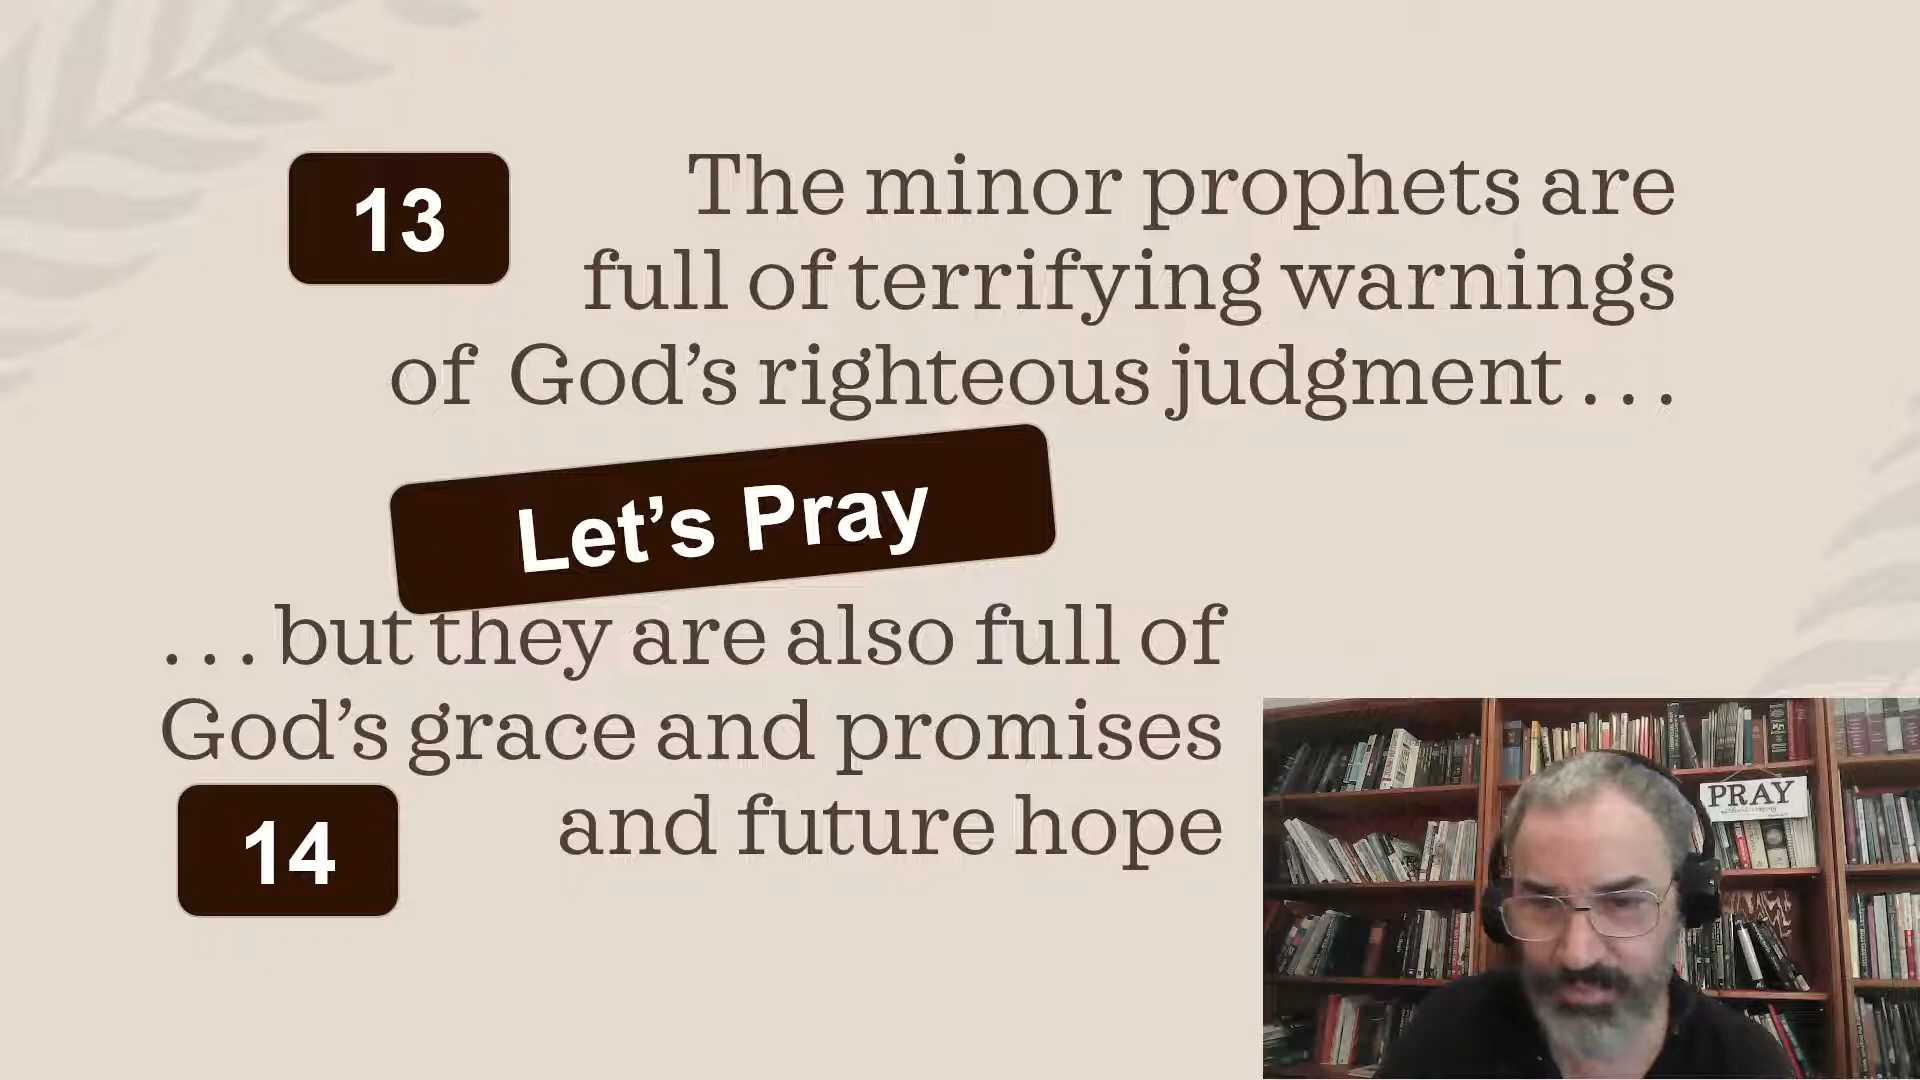 13
The minor prophets are
full of terrifying warnings
of God’s righteous judgment . . .
Let’s Pray
. . . but they are also full of
God’s grace and promises
and future hope
14
PRAY